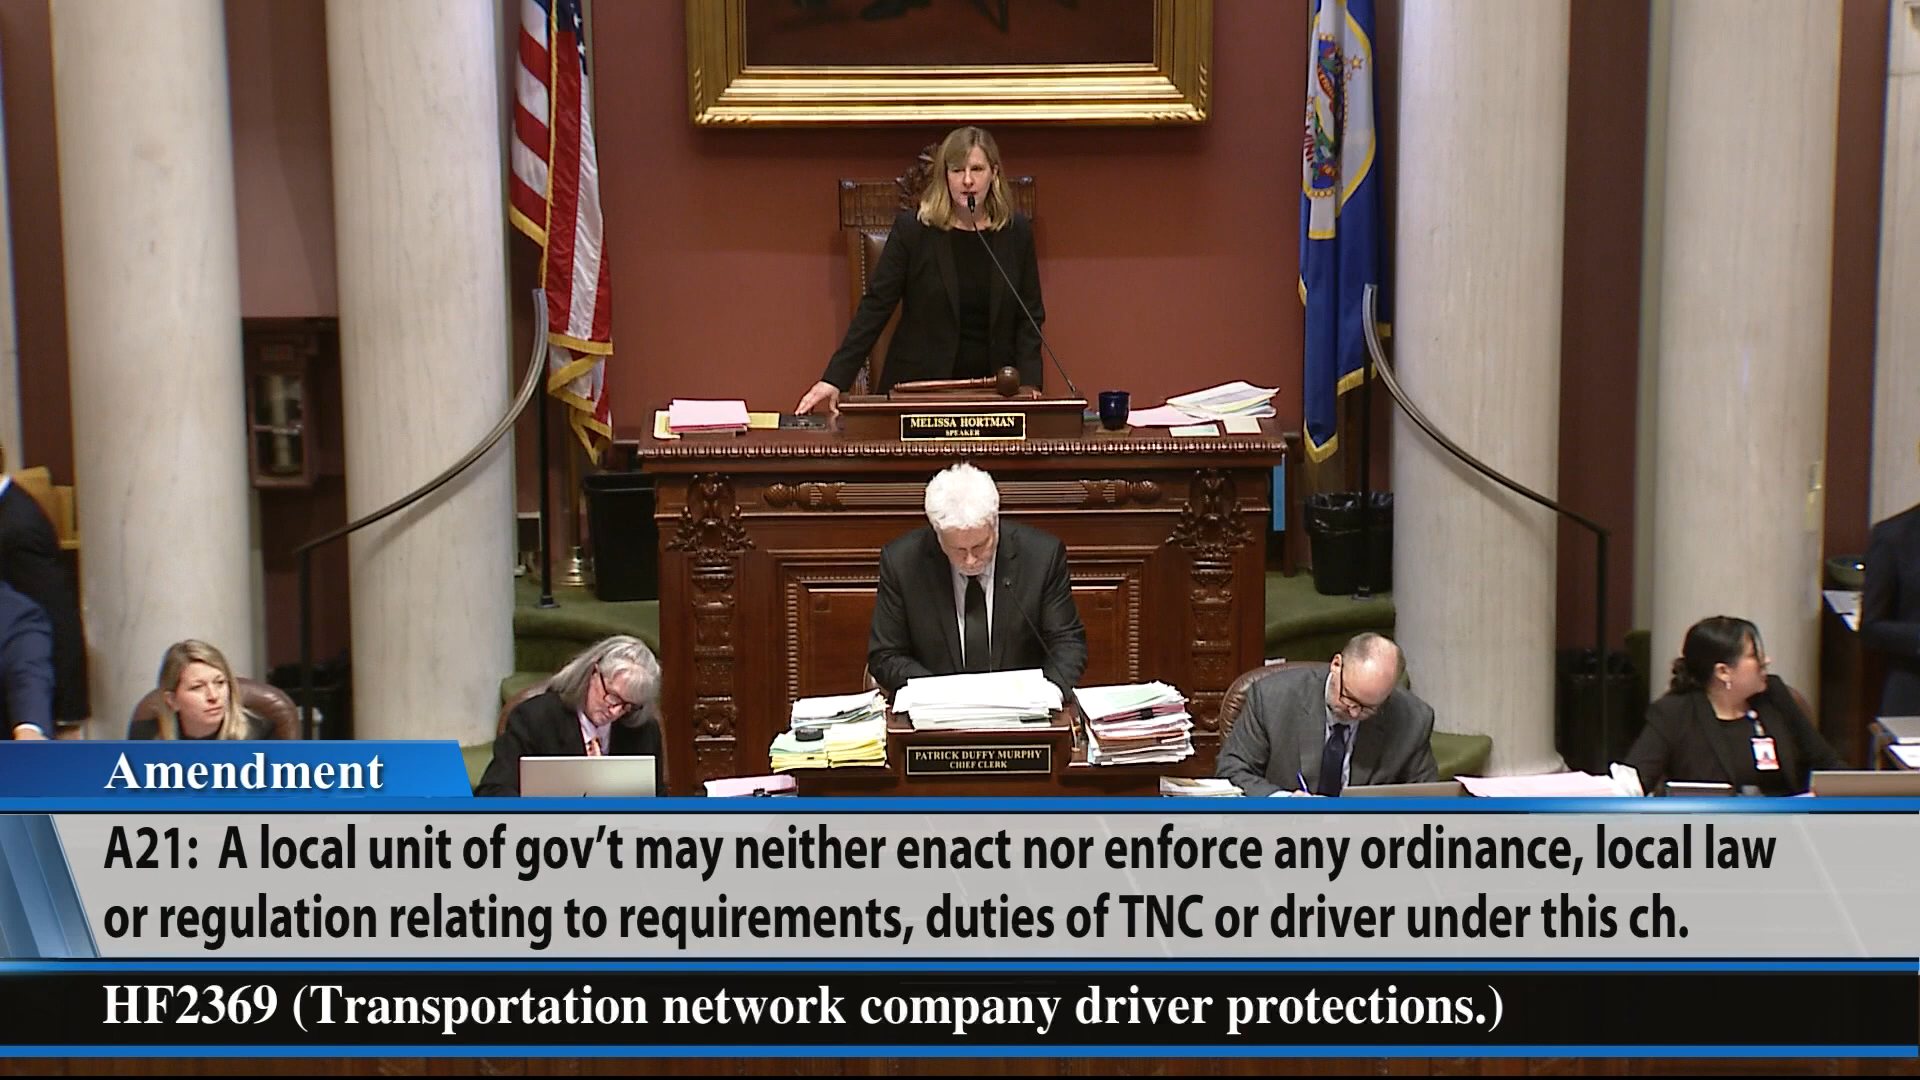 MELISSA HORTMAN
SPEAKER
PATRICK DUFFY MURPHY
CHIEF CLERK
Amendment
A21: A local unit of gov’t may neither enact nor enforce any ordinance, local law
or regulation relating to requirements, duties of TNC or driver under this ch.
HF2369 (Transportation network company driver protections.)